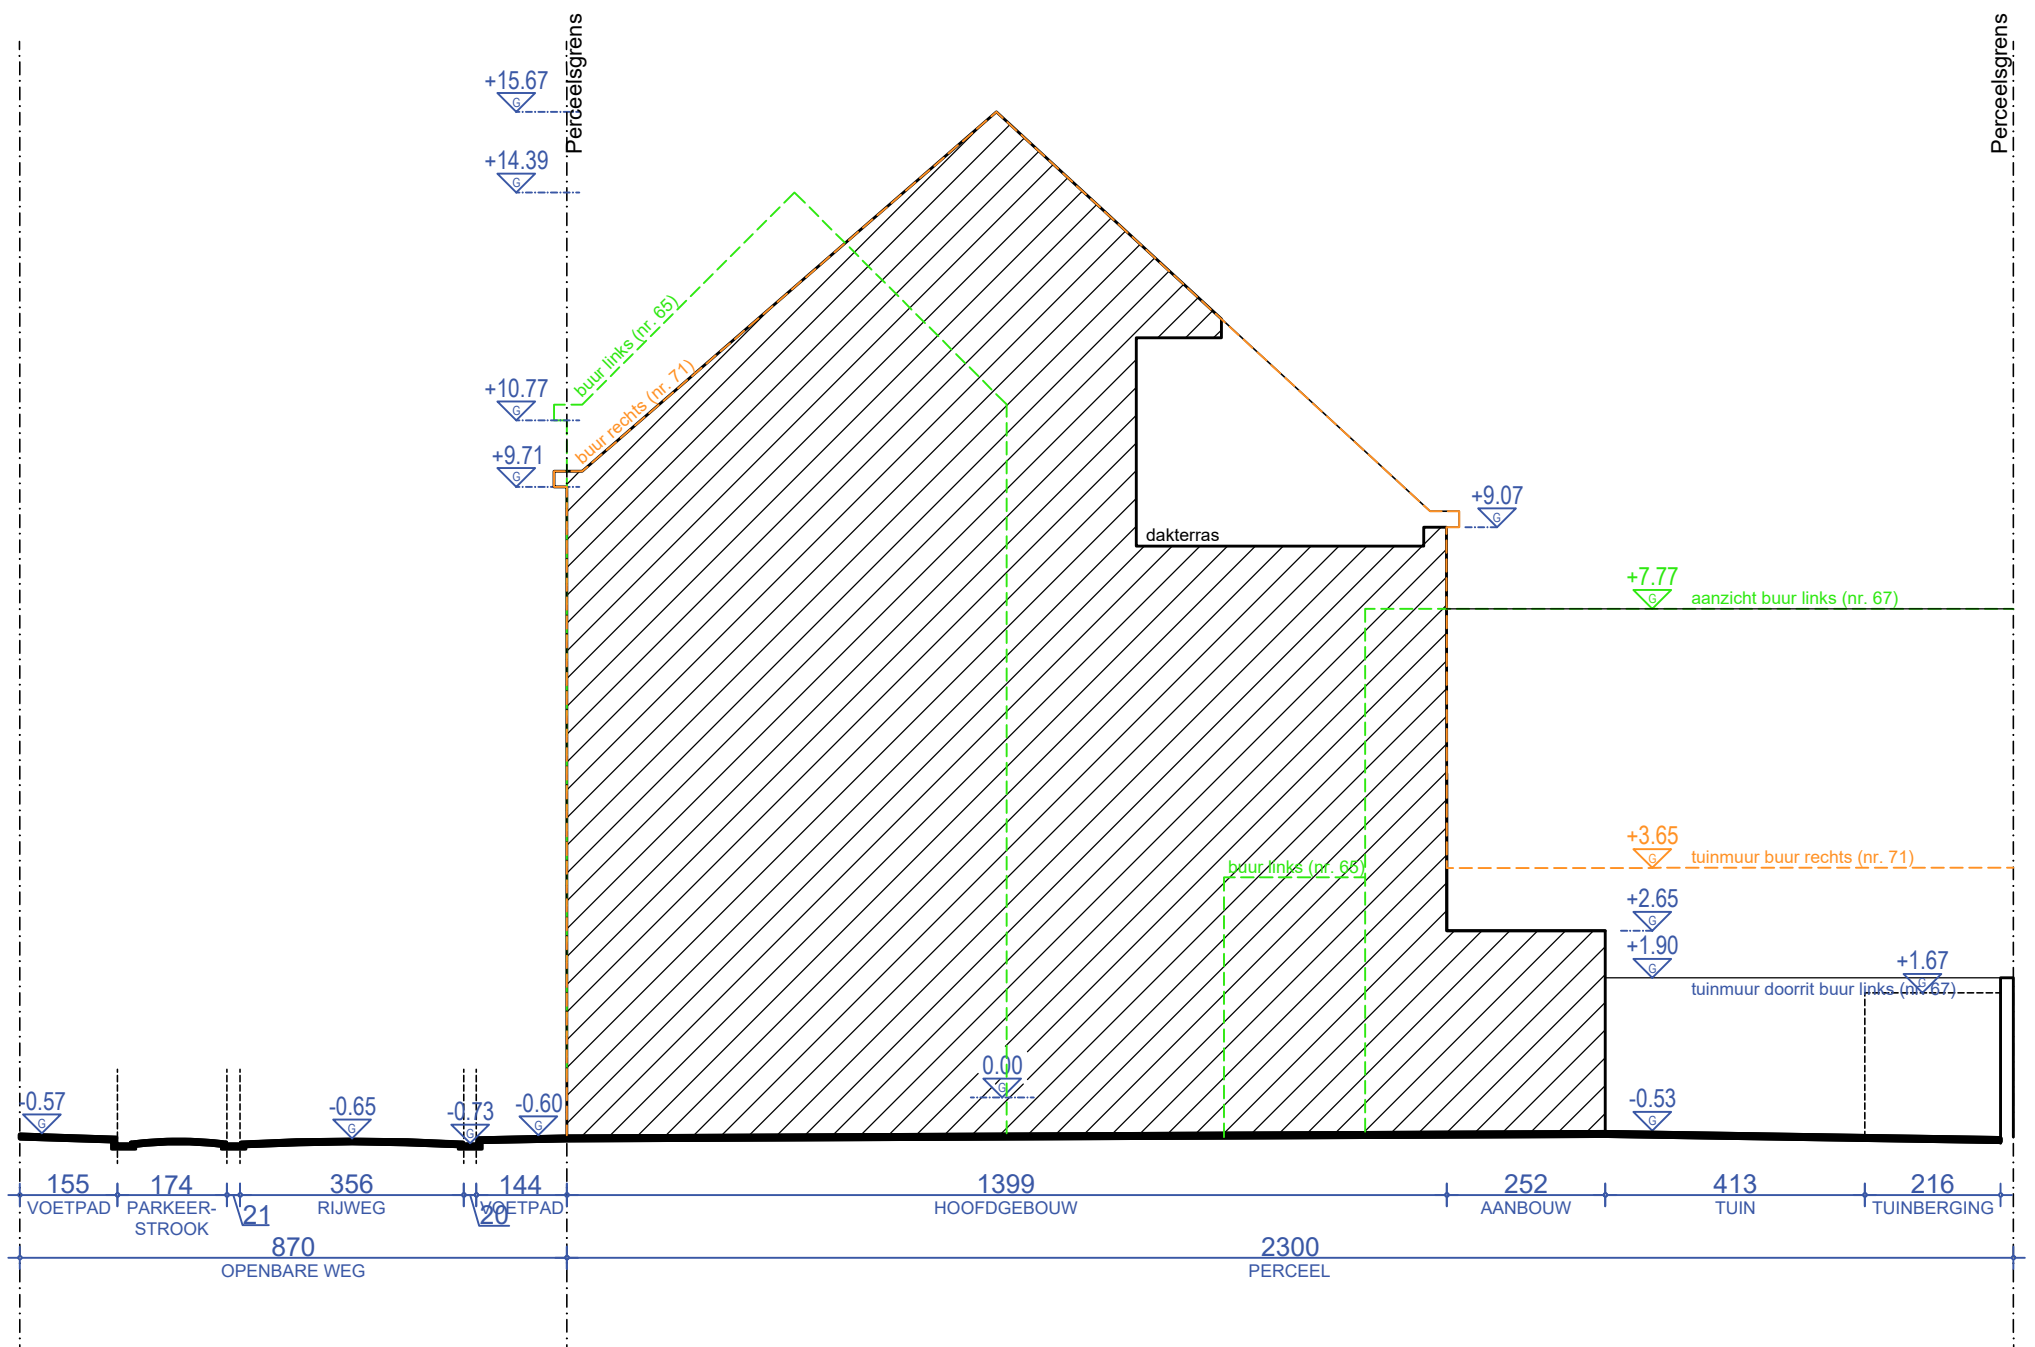 Perceelsgrens
Perceelsgrens
+15.67
G
+14.39
G
buur links (nr. 65)
+10.77
G
buur rechts (nr. 71)
+9.71
G
+9.07
G
dakterras
+7.77
G
aanzicht buur links (nr. 67)
+3.65
G
tuinmuur buur rechts (nr. 71)
buur links (nr. 65)
+2.65
G
+1.90
G
+1.67
G
tuinmuur doorrit buur links (nr. 67)
0.00
G
-0.57
G
-0.65
G
-0.73
G
-0.60
G
-0.53
G
155
174
356
144
1399
252
413
216
VOETPAD
PARKEER-
STROOK
21
RIJWEG
20
VOETPAD
HOOFDGEBOUW
AANBOUW
TUIN
TUINBERGING
870
2300
OPENBARE WEG
PERCEEL